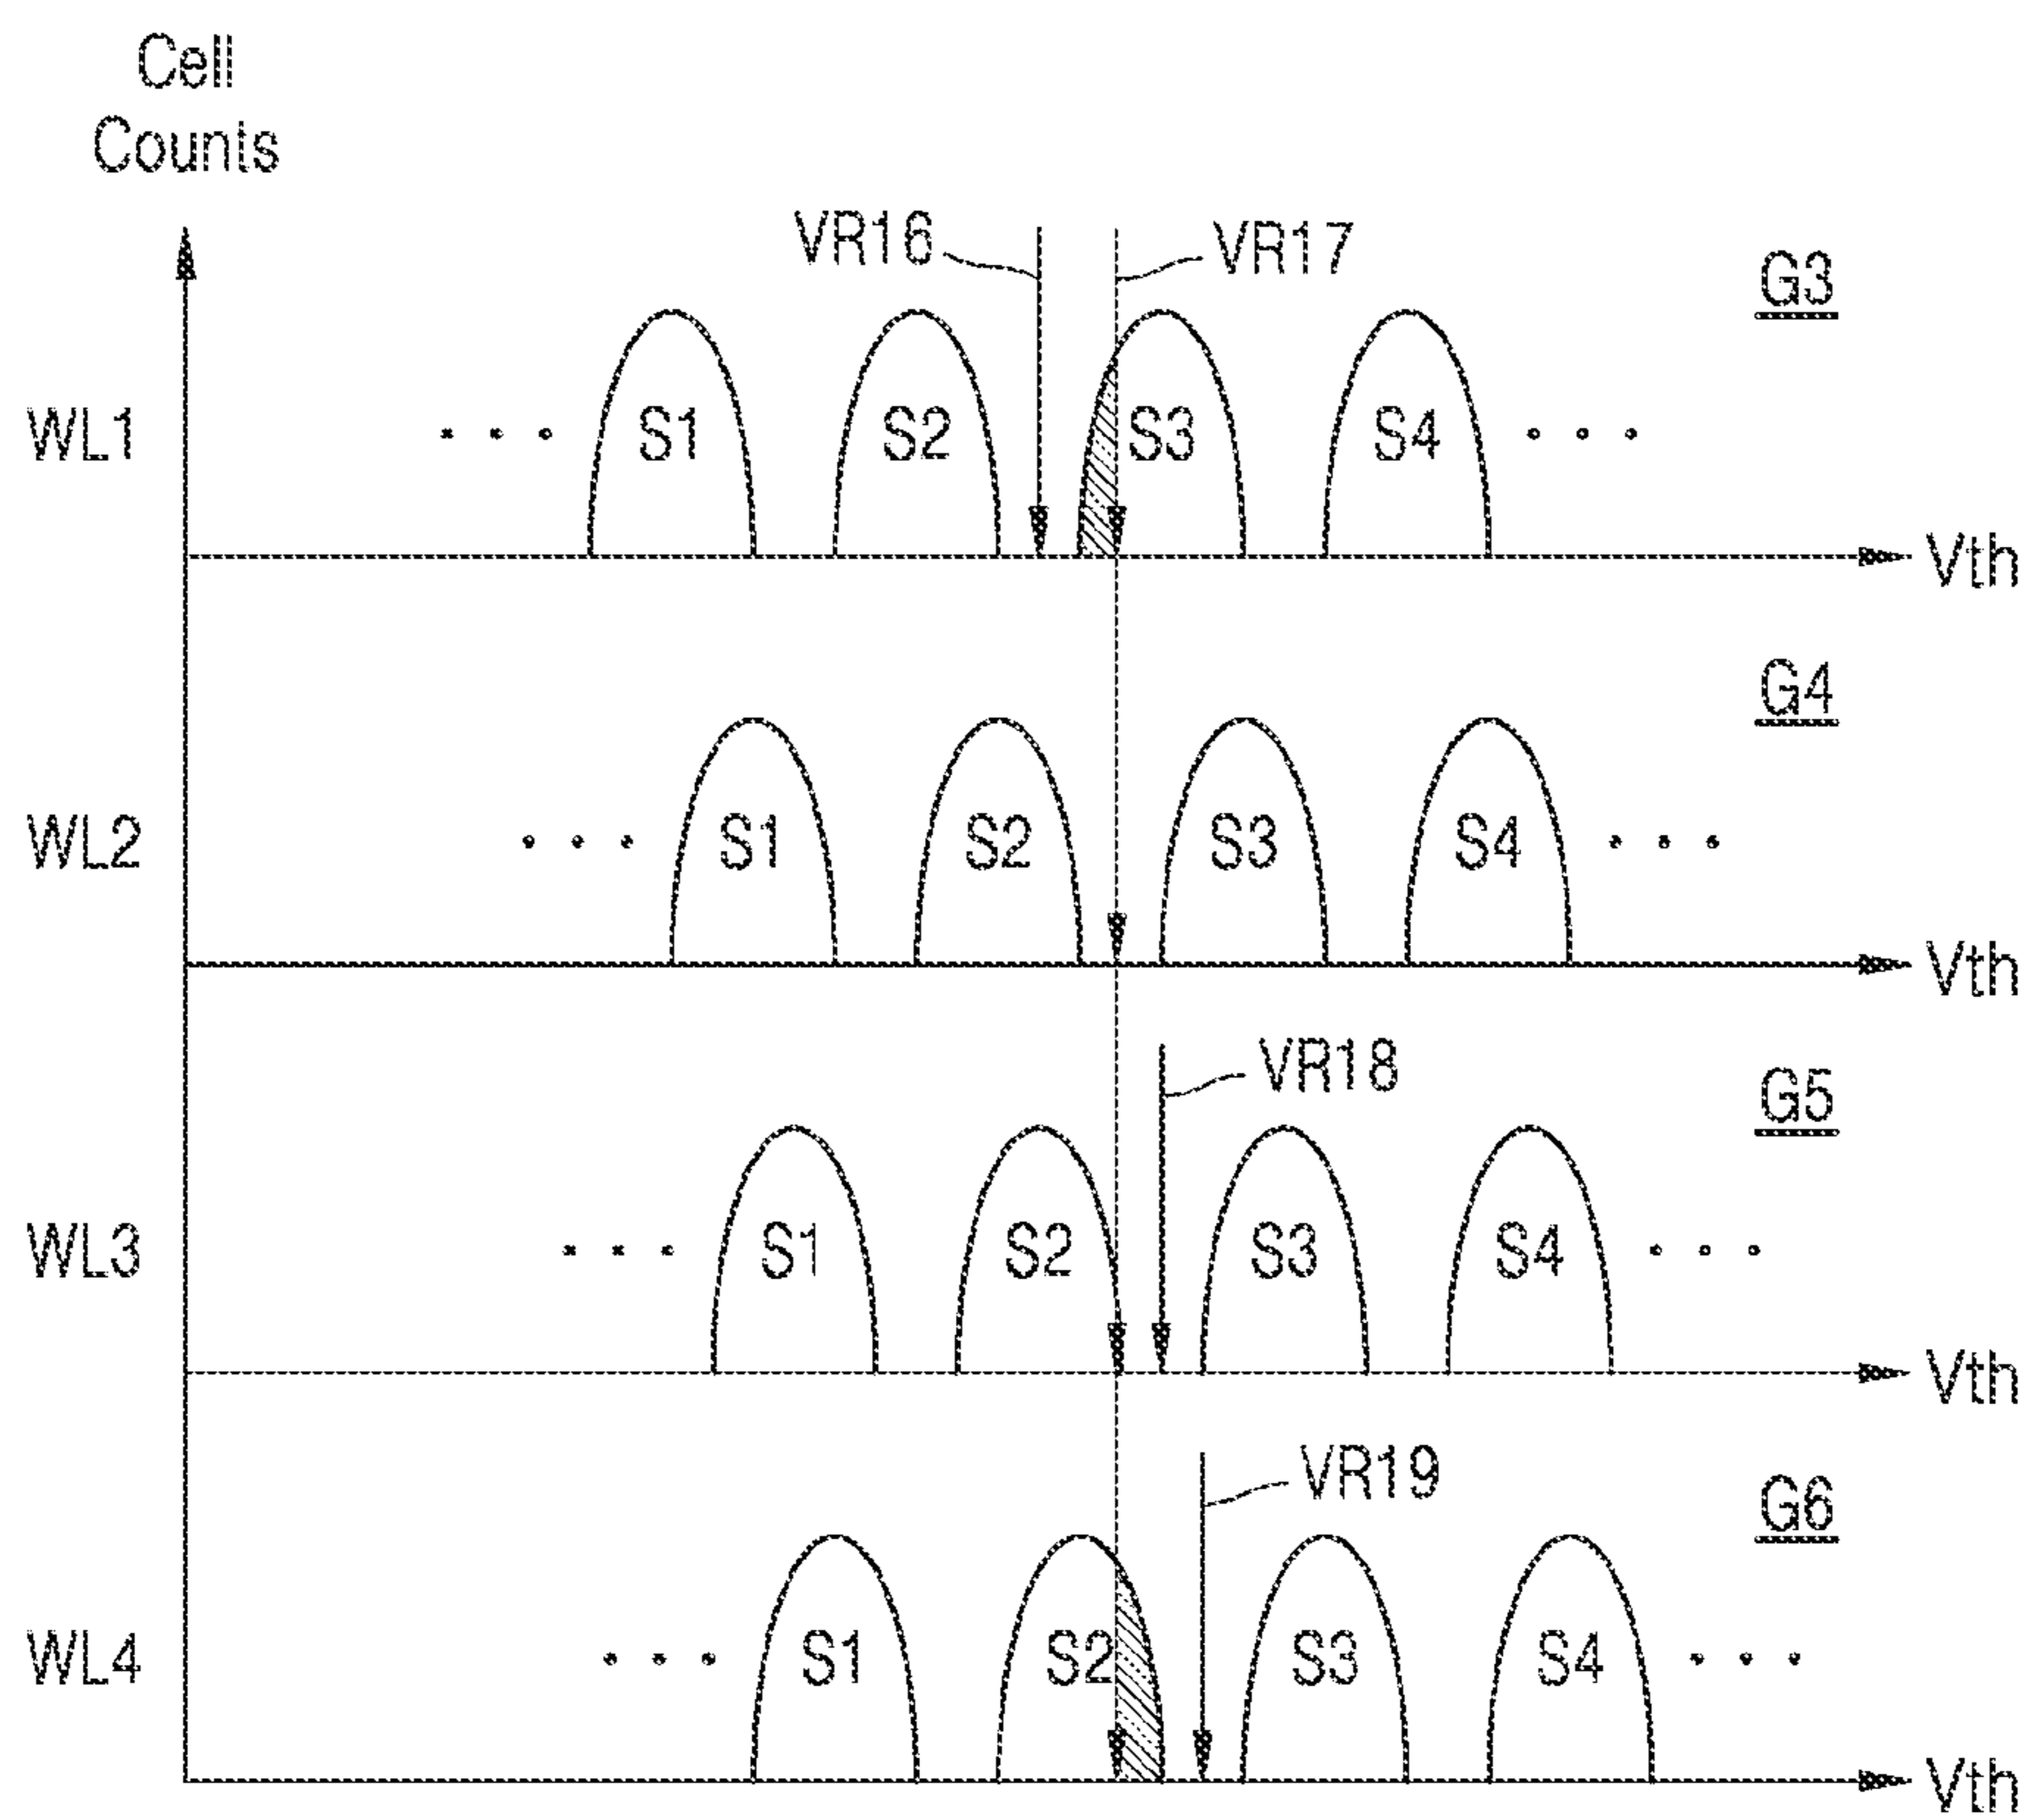 Cell
Counts
VR16
VR17
G3
WL1
. . .
S1
S2
S3
S4
. . .
Vth
G4
WL2
. . .
S1
S2
S3
S4
. . .
Vth
VR18
G5
WL3
. . .
S1
S2
S3
S4
. . .
Vth
VR19
G6
WL4
. . .
S1
S2
S3
S4
. . .
Vth